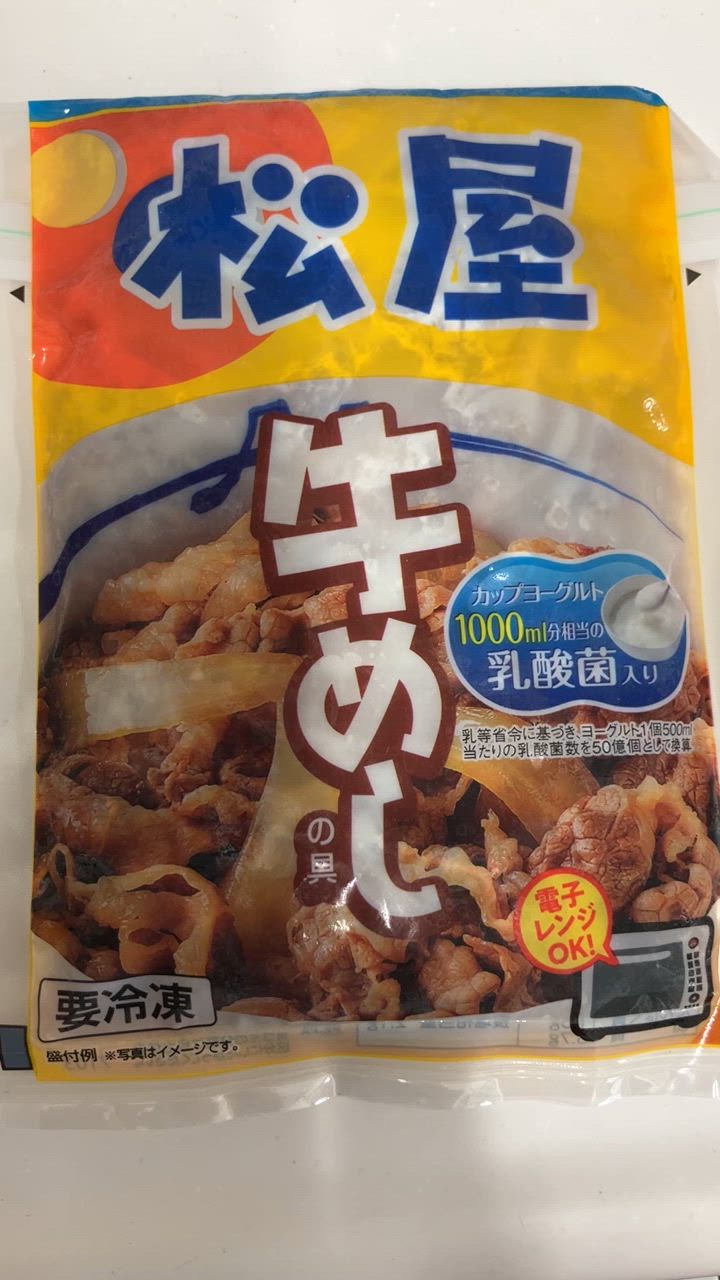 松屋
牛めし
の具
カップヨーグルト
1000ml分相当の
乳酸菌入り
乳等省令に基づき、ヨーグルト1個500ml
当たりの乳酸菌数を50億個として換算
電子
レンジ
OK!
要冷凍
盛付例 ※写真はイメージです。